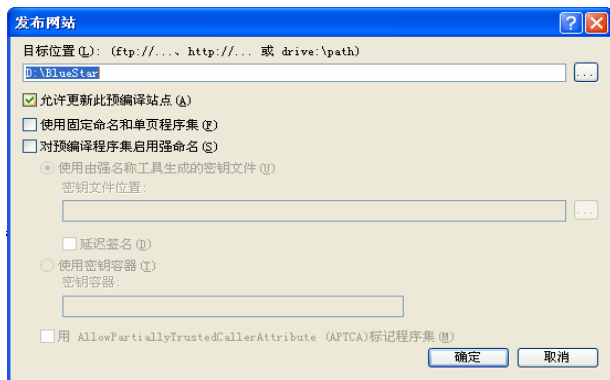 发布网站
目标位置(L): (ftp://...、http://... 或 drive:\path)
D:\BlueStar
...
允许更新此预编译站点(A)
使用固定命名和单页程序集(F)
对预编译程序集启用强命名(S)
使用由强名称工具生成的密钥文件(U)
密钥文件位置:
...
延迟签名(D)
使用密钥容器(T)
密钥容器:
用 AllowPartiallyTrustedCallerAttribute (APTCA)标记程序集(M)
确定 取消